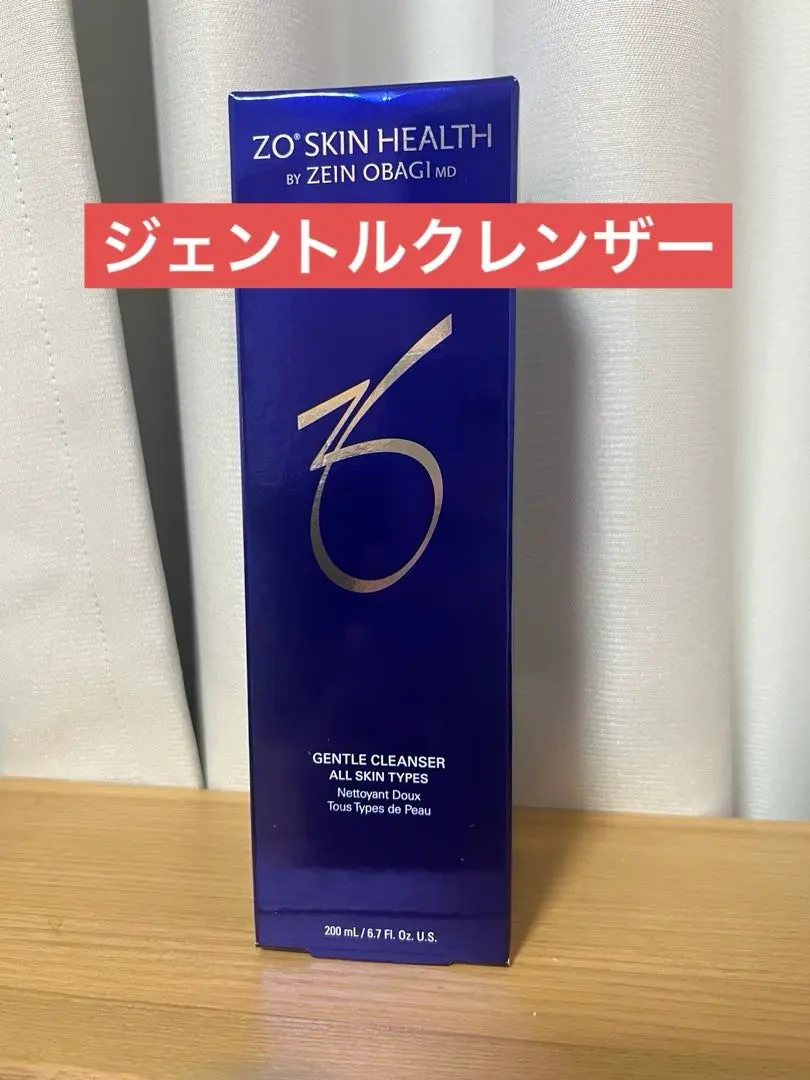 ZO® SKIN HEALTH
BY ZEIN OBAGI MD
ジェントルクレンザー
ZO
GENTLE CLEANSER
ALL SKIN TYPES
Nettoyant Doux
Tous Types de Peau
200 mL / 6.7 Fl. Oz. U.S.